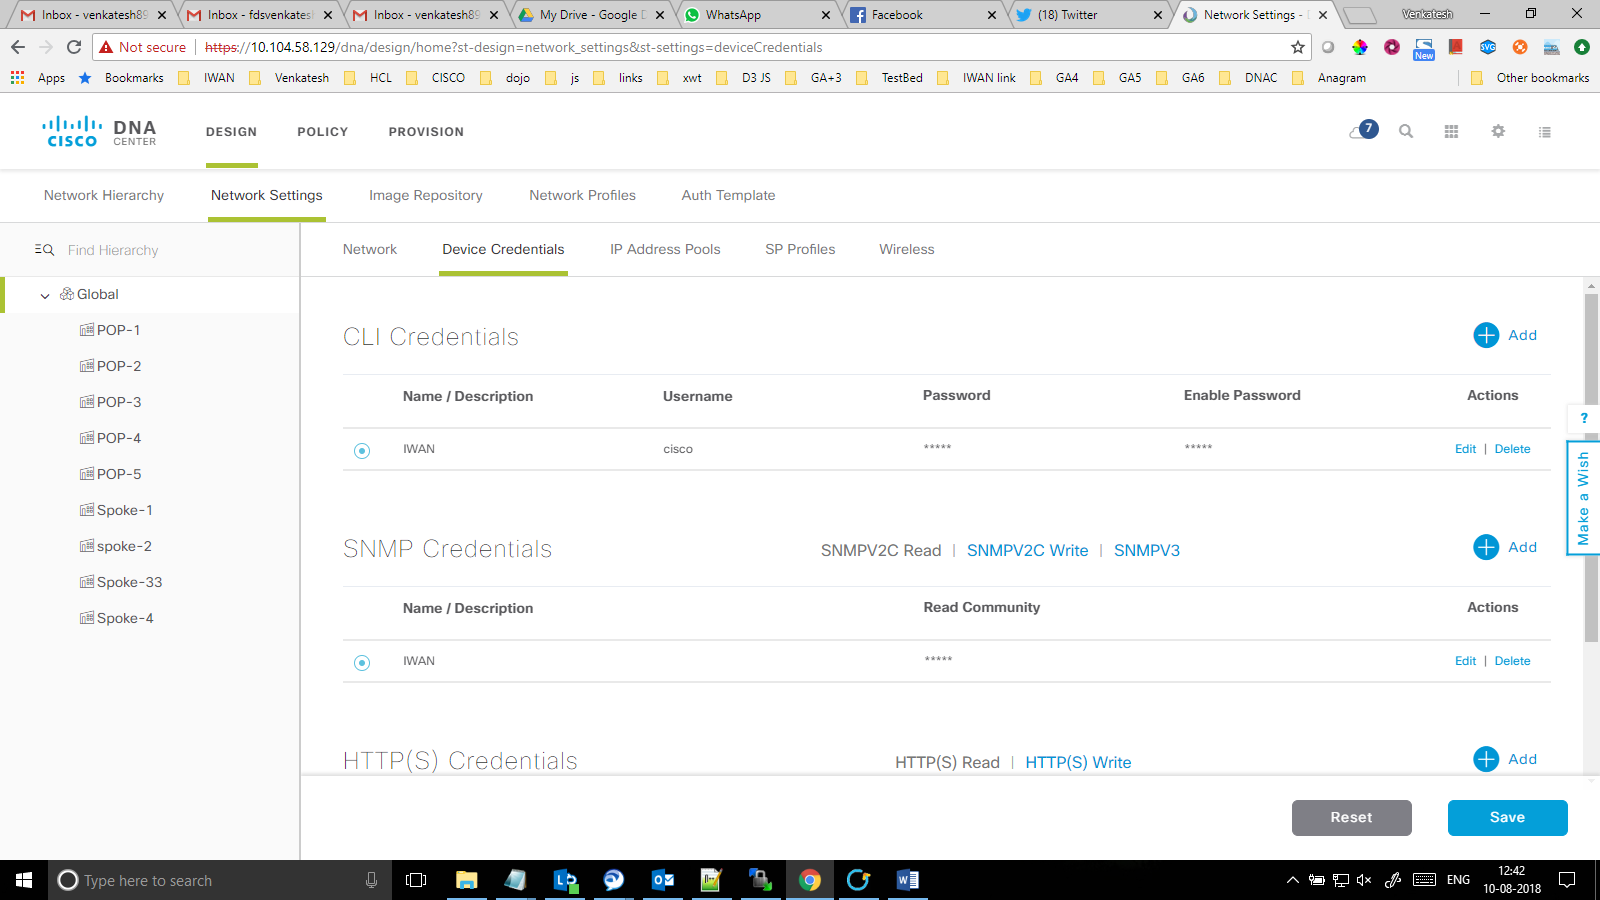 Inbox - venkatesh89 Inbox - fdsvenkates Inbox - venkatesh89 My Drive - Google D WhatsApp Facebook (18) Twitter Network Settings - Venkatesh
Not secure https://10.104.58.129/dna/design/home?st-design=network_settings&st-settings=deviceCredentials
New
Apps Bookmarks IWAN Venkatesh HCL CISCO dojo js links xwt D3 JS GA+3 TestBed IWAN link GA4 GA5 GA6 DNAC Anagram Other bookmarks
CISCO DNA CENTER DESIGN POLICY PROVISION 7
Network Hierarchy Network Settings Image Repository Network Profiles Auth Template
Find Hierarchy
Global
POP-1
POP-2
POP-3
POP-4
POP-5
Spoke-1
spoke-2
Spoke-33
Spoke-4
Network Device Credentials IP Address Pools SP Profiles Wireless
CLI Credentials Add
Name / Description Username Password Enable Password Actions
IWAN cisco ***** ***** Edit | Delete
SNMP Credentials SNMPV2C Read | SNMPV2C Write | SNMPV3 Add
Name / Description Read Community Actions
IWAN ***** Edit | Delete
HTTP(S) Credentials HTTP(S) Read | HTTP(S) Write Add
?
Make a Wish
Reset Save
Type here to search
ENG 12:42
10-08-2018